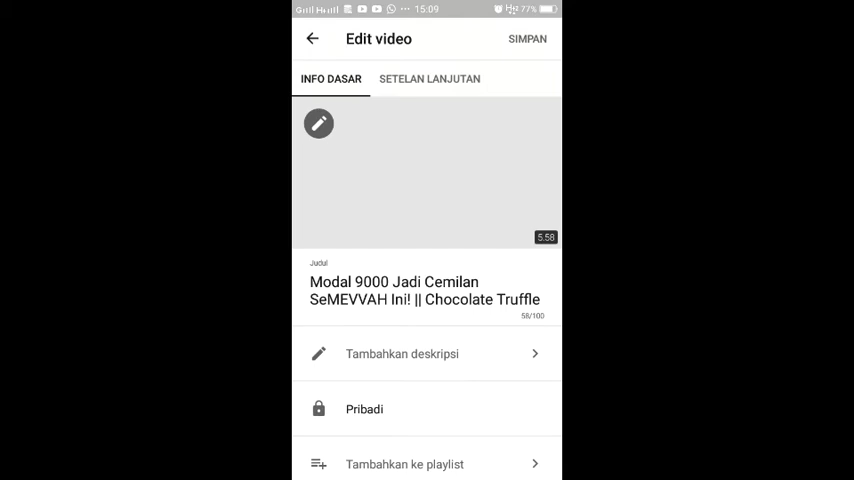 15:09 77%
Edit video SIMPAN
INFO DASAR SETELAN LANJUTAN
5:58
Judul
Modal 9000 Jadi Cemilan
SeMEVVAH Ini! || Chocolate Truffle
58/100
Tambahkan deskripsi
Pribadi
Tambahkan ke playlist